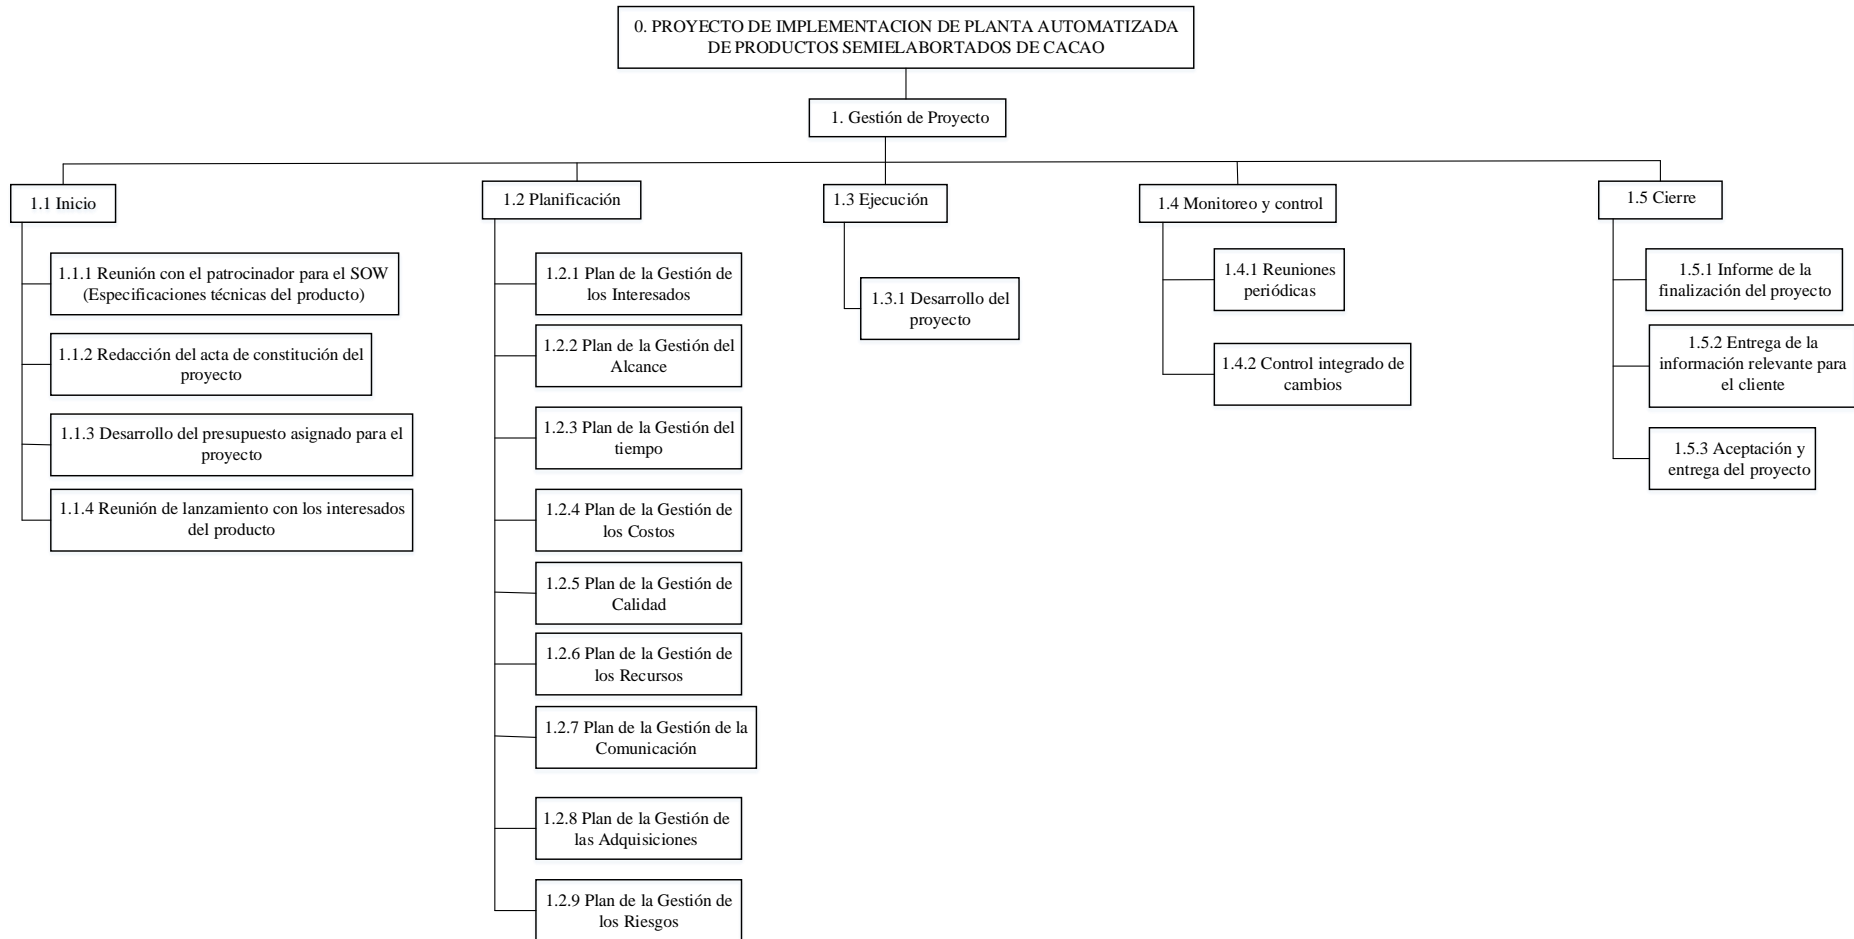 0. PROYECTO DE IMPLEMENTACION DE PLANTA AUTOMATIZADA
DE PRODUCTOS SEMIELABORTADOS DE CACAO
1. Gestión de Proyecto
1.1 Inicio
1.1.1 Reunión con el patrocinador para el SOW
(Especificaciones técnicas del producto)
1.1.2 Redacción del acta de constitución del
proyecto
1.1.3 Desarrollo del presupuesto asignado para el
proyecto
1.1.4 Reunión de lanzamiento con los interesados
del producto
1.2 Planificación
1.2.1 Plan de la Gestión de
los Interesados
1.2.2 Plan de la Gestión del
Alcance
1.2.3 Plan de la Gestión del
tiempo
1.2.4 Plan de la Gestión de
los Costos
1.2.5 Plan de la Gestión de
Calidad
1.2.6 Plan de la Gestión de
los Recursos
1.2.7 Plan de la Gestión de la
Comunicación
1.2.8 Plan de la Gestión de
las Adquisiciones
1.2.9 Plan de la Gestión de
los Riesgos
1.3 Ejecución
1.3.1 Desarrollo del
proyecto
1.4 Monitoreo y control
1.4.1 Reuniones
periódicas
1.4.2 Control integrado de
cambios
1.5 Cierre
1.5.1 Informe de la
finalización del proyecto
1.5.2 Entrega de la
información relevante para
el cliente
1.5.3 Aceptación y
entrega del proyecto